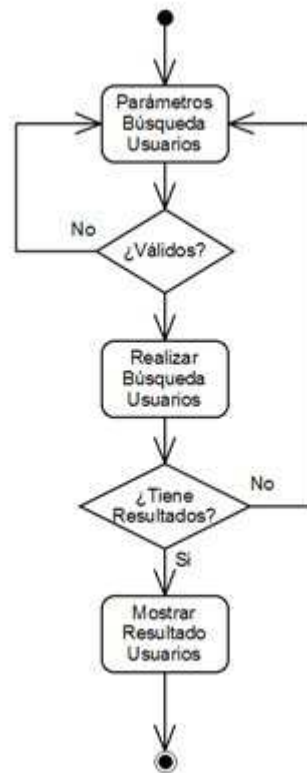 Parámetros
Búsqueda
Usuarios
No
¿Válidos?
Realizar
Búsqueda
Usuarios
¿Tiene
Resultados?
No
Si
Mostrar
Resultado
Usuarios